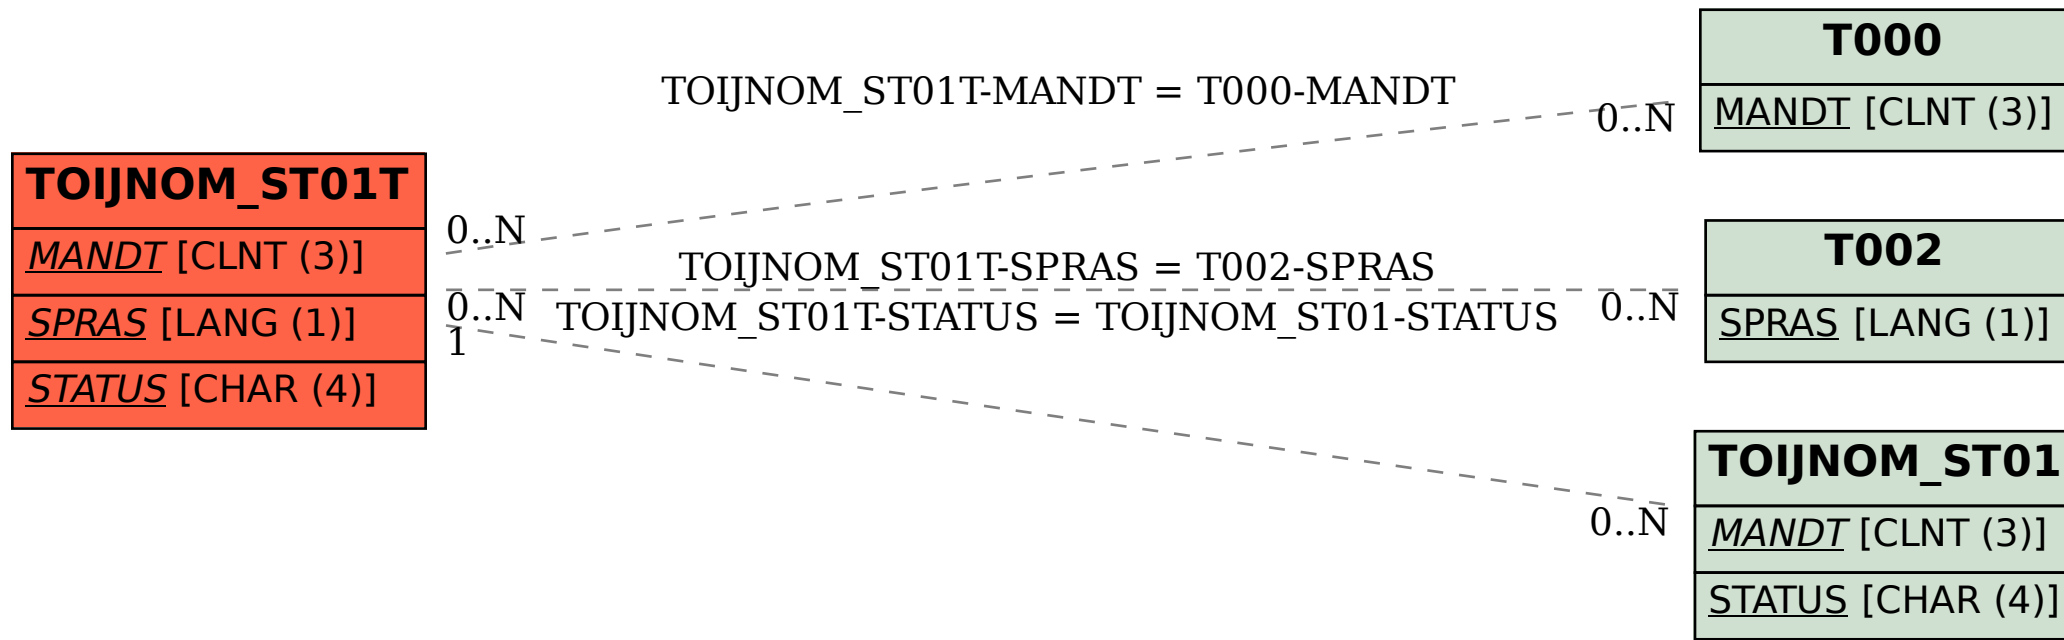 TOIJNOM_ST01T
MANDT [CLNT (3)]
SPRAS [LANG (1)]
STATUS [CHAR (4)]
TOIJNOM_ST01T-MANDT = T000-MANDT
0..N
0..N
TOIJNOM_ST01T-SPRAS = T002-SPRAS
0..N
0..N
TOIJNOM_ST01T-STATUS = TOIJNOM_ST01-STATUS
1
0..N
T000
MANDT [CLNT (3)]
T002
SPRAS [LANG (1)]
TOIJNOM_ST01
MANDT [CLNT (3)]
STATUS [CHAR (4)]